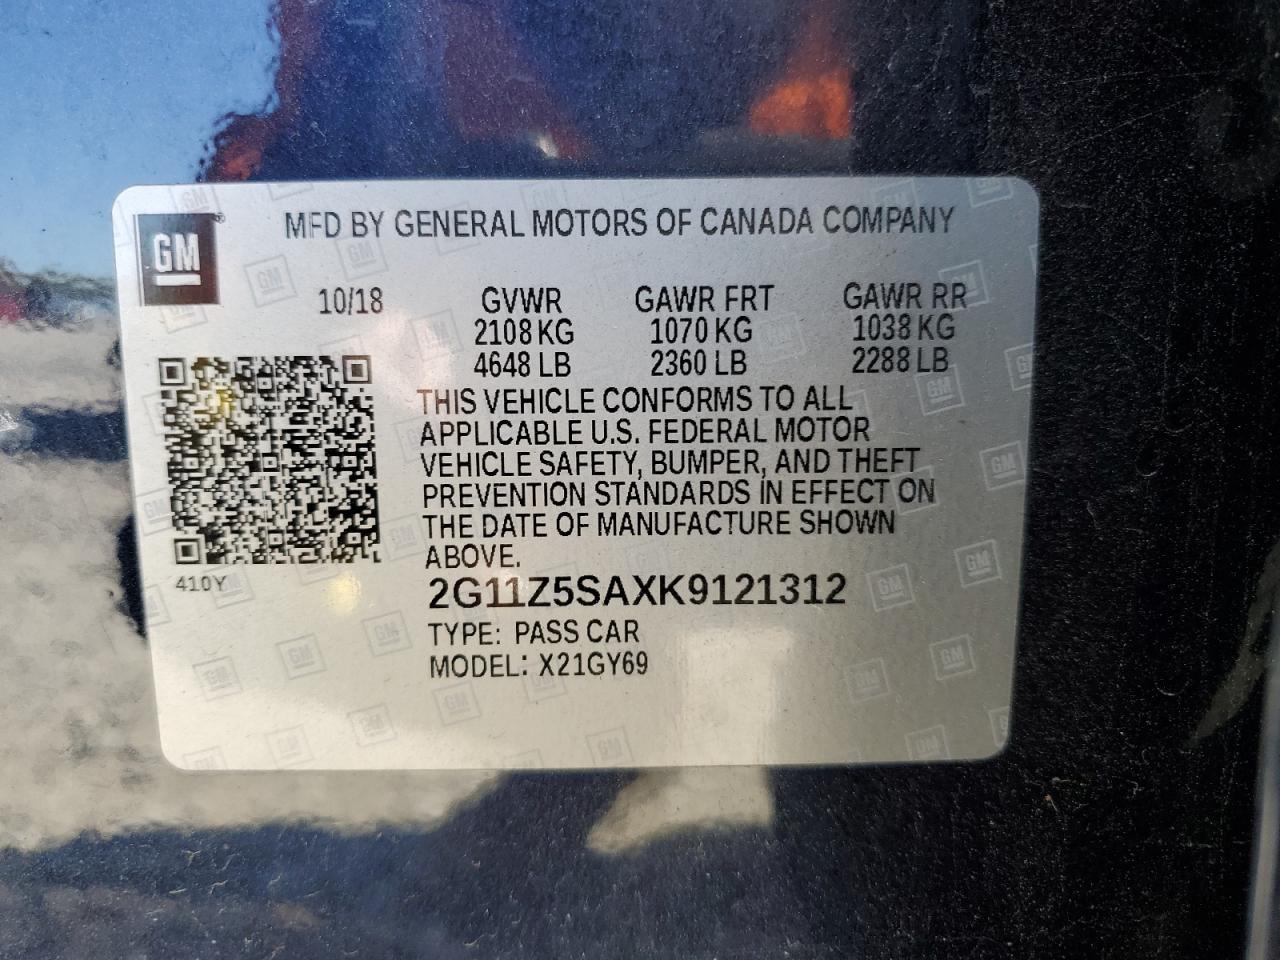 MFD BY GENERAL MOTORS OF CANADA COMPANY
GM®
10/18 GVWR GAWR FRT GAWR RR
2108 KG 1070 KG 1038 KG
4648 LB 2360 LB 2288 LB
THIS VEHICLE CONFORMS TO ALL
APPLICABLE U.S. FEDERAL MOTOR
VEHICLE SAFETY, BUMPER, AND THEFT
PREVENTION STANDARDS IN EFFECT ON
THE DATE OF MANUFACTURE SHOWN
ABOVE.
410Y
2G11Z5SAXK9121312
TYPE: PASS CAR
MODEL: X21GY69